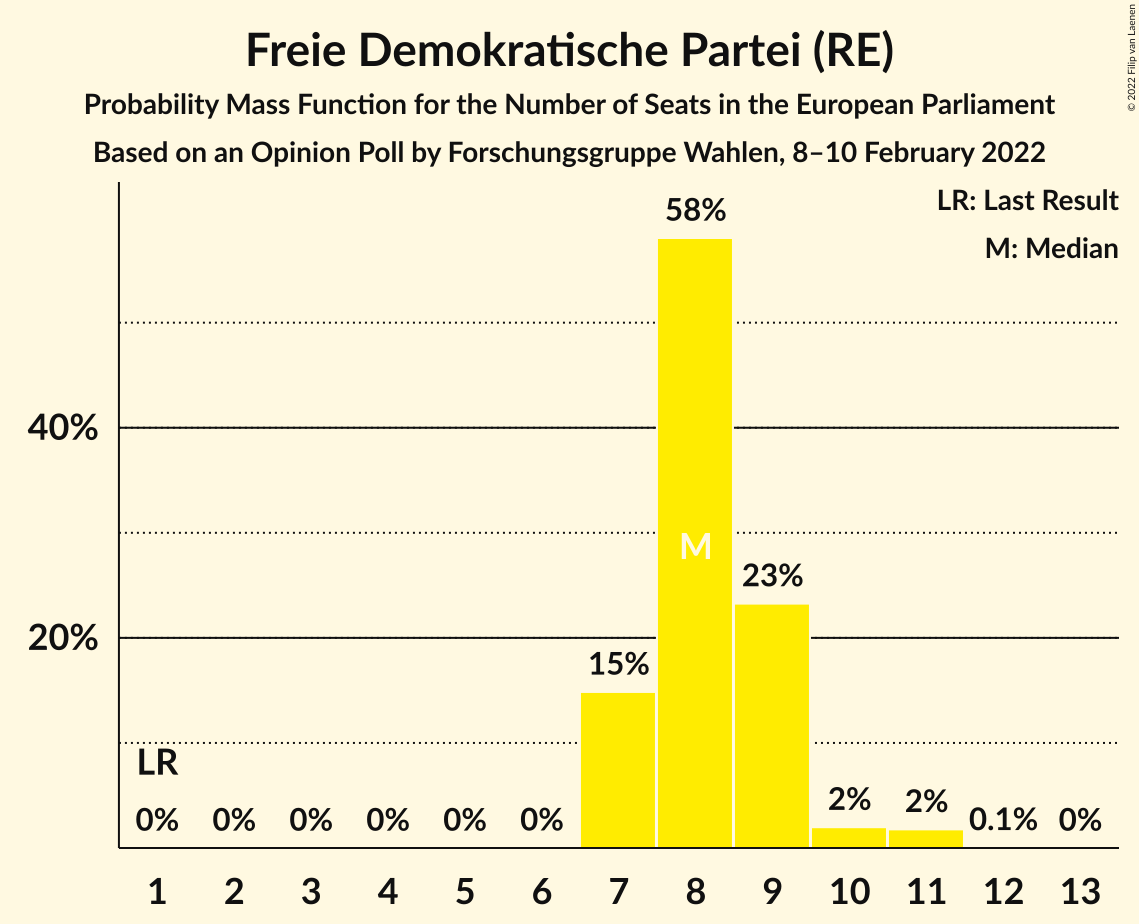 Freie Demokratische Partei (RE)
Probability Mass Function for the Number of Seats in the European Parliament
Based on an Opinion Poll by Forschungsgruppe Wahlen, 8–10 February 2022
© 2022 Filip van Laenen
LR: Last Result
M: Median
58%
40%
M
23%
20%
15%
LR
0% 0% 0% 0% 0% 0% 2% 2% 0.1% 0%
1 2 3 4 5 6 7 8 9 10 11 12 13